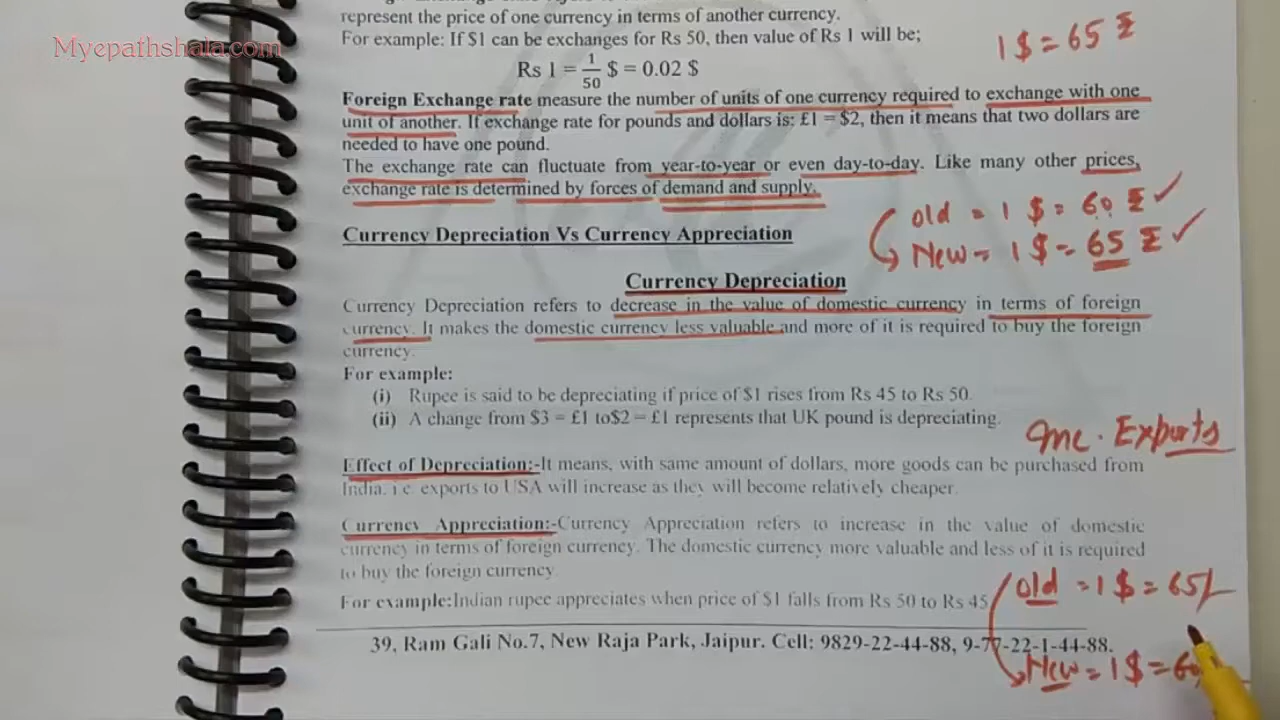 Myepathshala.com
represent the price of one currency in terms of another currency.
1 $ = 65 ₹
For example: If $1 can be exchanges for Rs 50, then value of Rs 1 will be;
Rs 1 = 1/50 $ = 0.02 $
Foreign Exchange rate measure the number of units of one currency required to exchange with one
unit of another. If exchange rate for pounds and dollars is: £1 = $2, then it means that two dollars are
needed to have one pound.
The exchange rate can fluctuate from year-to-year or even day-to-day. Like many other prices,
exchange rate is determined by forces of demand and supply.
Old = 1 $ = 60 ₹ ✓
New = 1 $ = 65 ₹ ✓
Currency Depreciation Vs Currency Appreciation
Currency Depreciation
Currency Depreciation refers to decrease in the value of domestic currency in terms of foreign
currency. It makes the domestic currency less valuable and more of it is required to buy the foreign
currency.
For example:
(i) Rupee is said to be depreciating if price of $1 rises from Rs 45 to Rs 50.
(ii) A change from $3 = £1 to$2 = £1 represents that UK pound is depreciating.
Inc. Exports
Effect of Depreciation:-It means, with same amount of dollars, more goods can be purchased from
India. i.e. exports to USA will increase as they will become relatively cheaper.
Currency Appreciation:-Currency Appreciation refers to increase in the value of domestic
currency in terms of foreign currency. The domestic currency more valuable and less of it is required
to buy the foreign currency.
Old = 1 $ = 65/-
For example:Indian rupee appreciates when price of $1 falls from Rs 50 to Rs 45
39, Ram Gali No.7, New Raja Park, Jaipur. Cell: 9829-22-44-88, 9-77-22-1-44-88.
New = 1 $ = 60